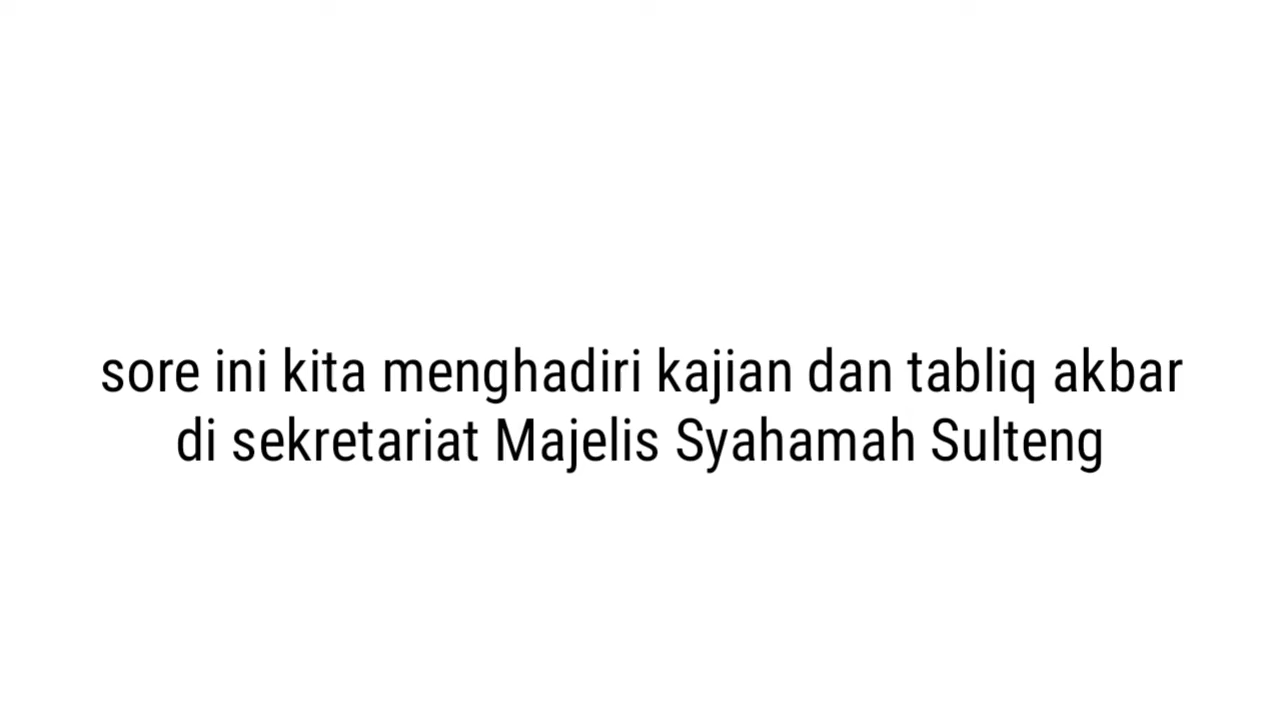 sore ini kita menghadiri kajian dan tabliq akbar
di sekretariat Majelis Syahamah Sulteng